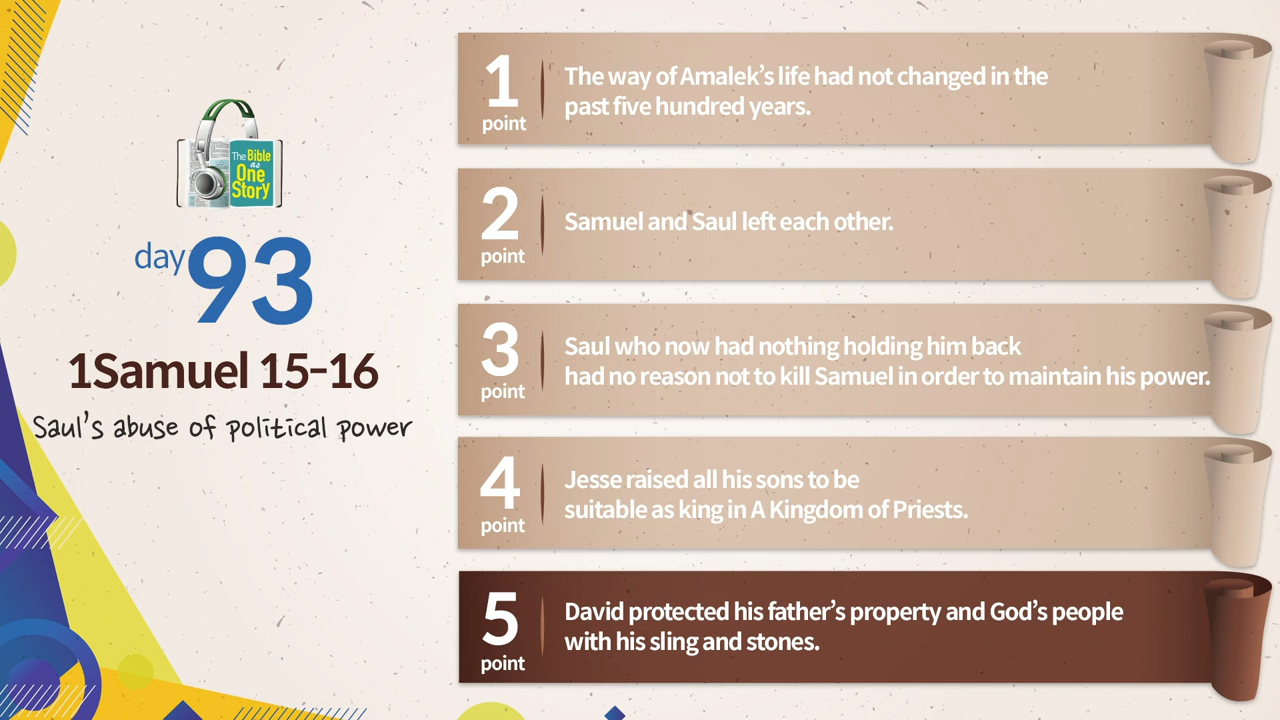 The Bible
as
One
Story
day93
1Samuel 15-16
Saul's abuse of political power
1
point
The way of Amalek's life had not changed in the
past five hundred years.
2
point
Samuel and Saul left each other.
3
point
Saul who now had nothing holding him back
had no reason not to kill Samuel in order to maintain his power.
4
point
Jesse raised all his sons to be
suitable as king in A Kingdom of Priests.
5
point
David protected his father's property and God's people
with his sling and stones.